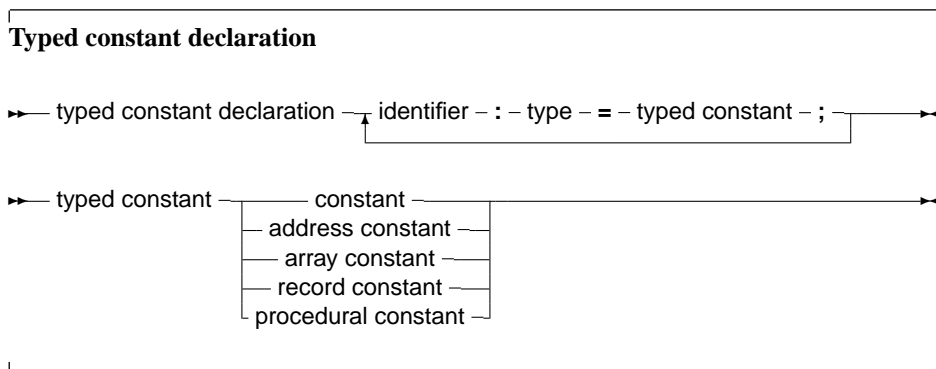 Typed constant declaration
typed constant declaration identifier : type = typed constant ;
typed constant constant
address constant
array constant
record constant
procedural constant